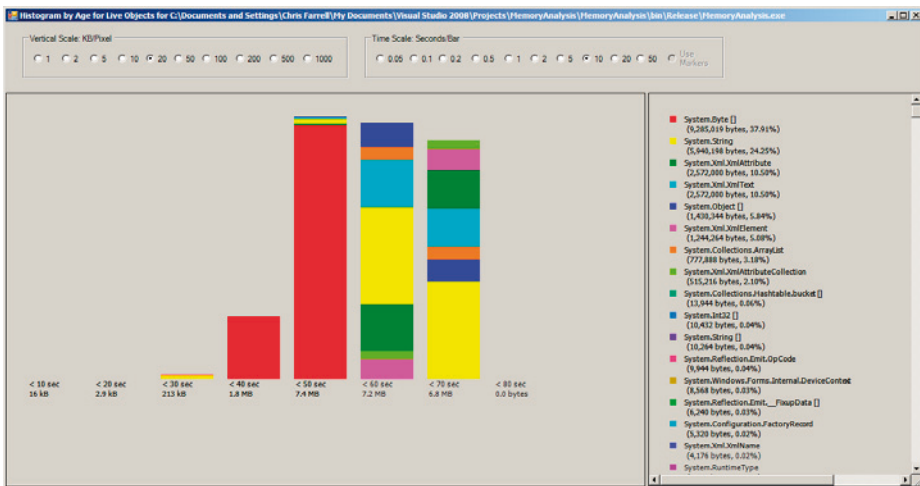 Histogram by Age for Live Objects for C:\Documents and Settings\Chris Farrell\My Documents\Visual Studio 2008\Projects\MemoryAnalysis\MemoryAnalysis\bin\Release\MemoryAnalysis.exe
Vertical Scale: KB/Pixel
1 2 5 10 20 50 100 200 500 1000
Time Scale: Seconds/Bar
0.05 0.1 0.2 0.5 1 2 5 10 20 50 Use Markers
< 10 sec
16 kB
< 20 sec
2.9 kB
< 30 sec
213 kB
< 40 sec
1.8 MB
< 50 sec
7.4 MB
< 60 sec
7.2 MB
< 70 sec
6.8 MB
< 80 sec
0.0 bytes
System.Byte []
(9,285,019 bytes, 37.91%)
System.String
(5,940,198 bytes, 24.25%)
System.Xml.XmlAttribute
(2,572,000 bytes, 10.50%)
System.Xml.XmlText
(2,572,000 bytes, 10.50%)
System.Object []
(1,430,344 bytes, 5.84%)
System.Xml.XmlElement
(1,244,264 bytes, 5.08%)
System.Collections.ArrayList
(777,888 bytes, 3.18%)
System.Xml.XmlAttributeCollection
(515,216 bytes, 2.10%)
System.Collections.Hashtable.bucket []
(13,944 bytes, 0.06%)
System.Int32 []
(10,432 bytes, 0.04%)
System.String []
(10,264 bytes, 0.04%)
System.Reflection.Emit.OpCode
(9,944 bytes, 0.04%)
System.Windows.Forms.Internal.DeviceContext
(8,568 bytes, 0.03%)
System.Reflection.Emit.__FixupData []
(6,240 bytes, 0.03%)
System.Configuration.FactoryRecord
(5,320 bytes, 0.02%)
System.Xml.XmlName
(4,176 bytes, 0.02%)
System.RuntimeType